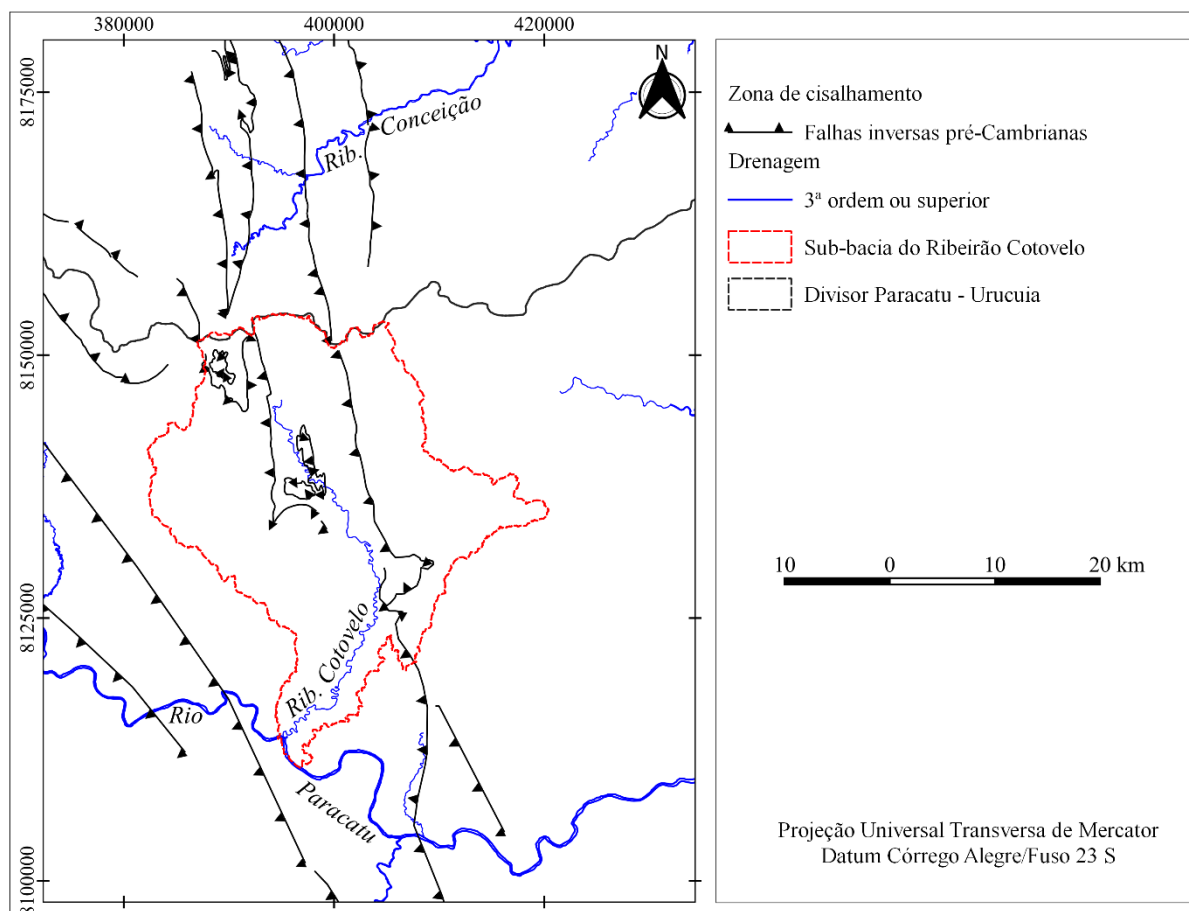 380000
400000
420000
8175000
8150000
8125000
8100000
N
Rib. Conceição
Rib. Cotovelo
Rio
Paracatu
Zona de cisalhamento
Falhas inversas pré-Cambrianas
Drenagem
3ª ordem ou superior
Sub-bacia do Ribeirão Cotovelo
Divisor Paracatu - Urucuia
10 0 10 20 km
Projeção Universal Transversa de Mercator
Datum Córrego Alegre/Fuso 23 S